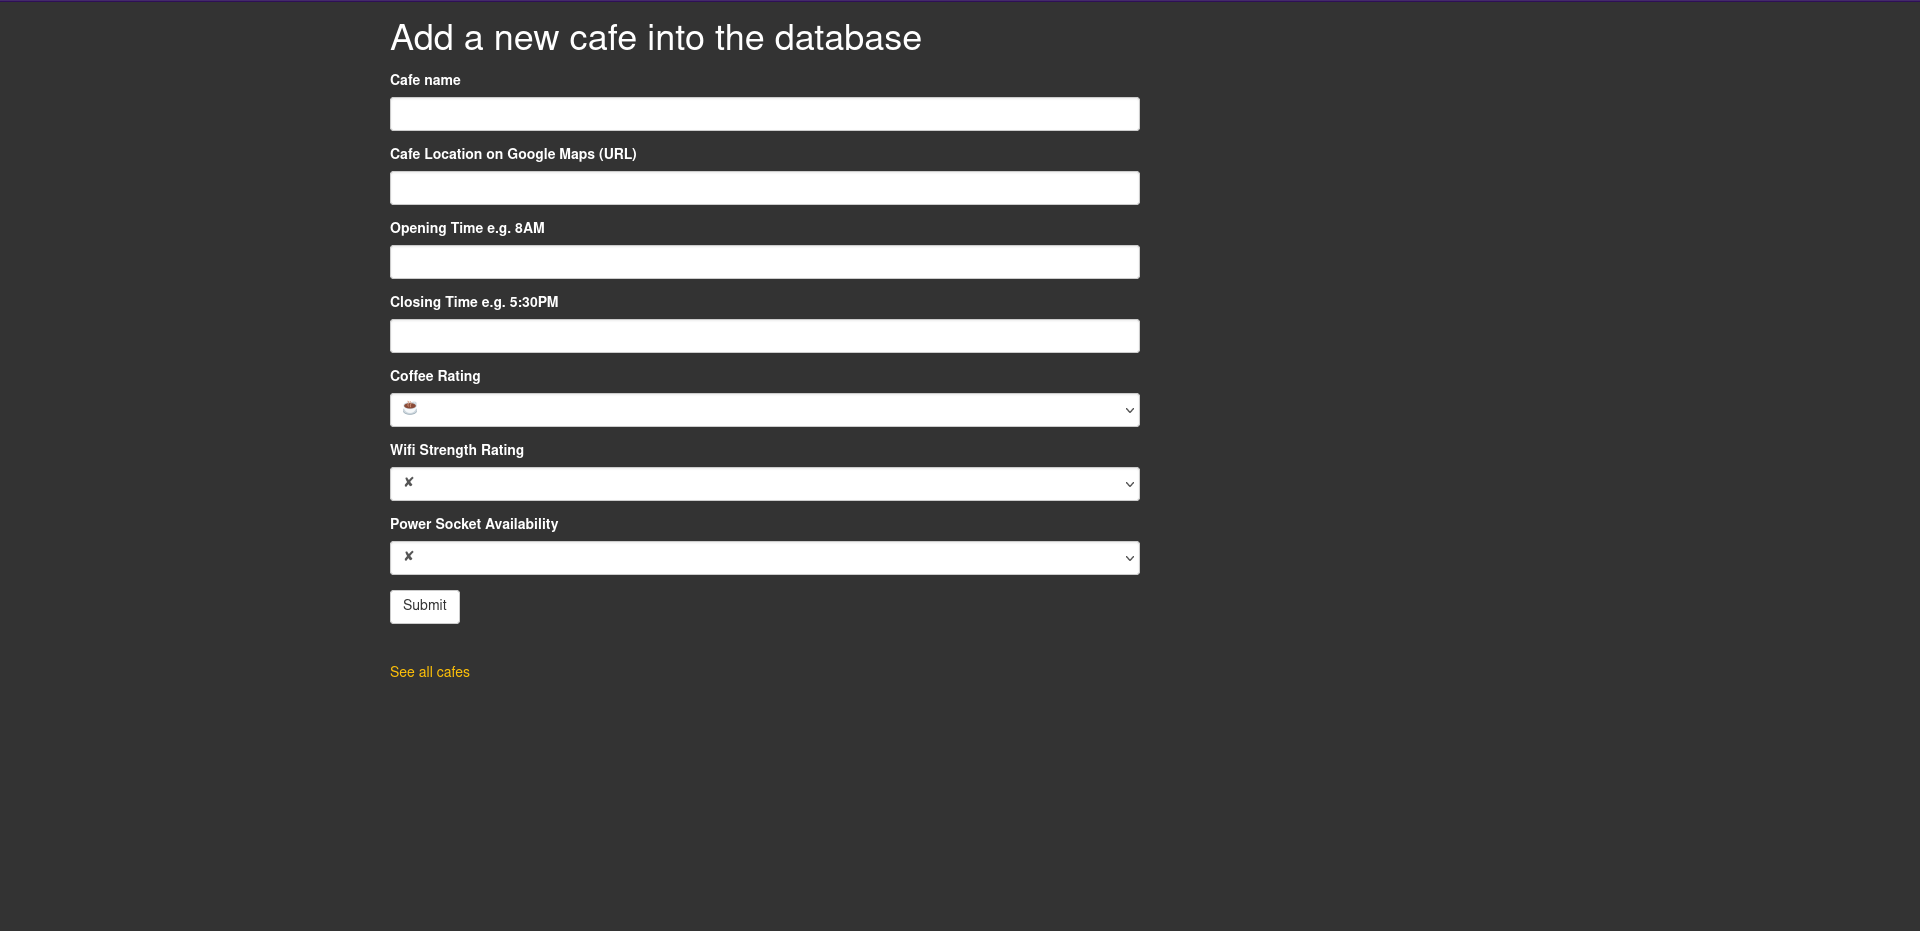 Add a new cafe into the database
Cafe name
Cafe Location on Google Maps (URL)
Opening Time e.g. 8AM
Closing Time e.g. 5:30PM
Coffee Rating
☕
Wifi Strength Rating
✘
Power Socket Availability
✘
Submit
See all cafes